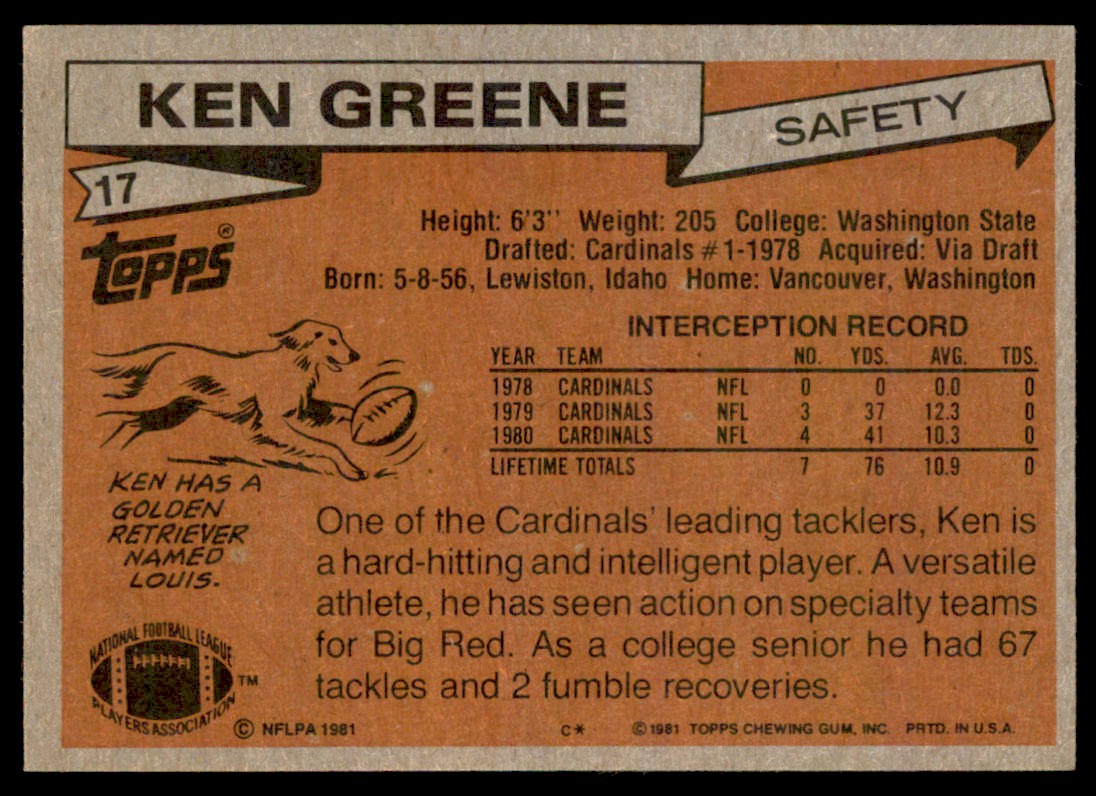 KEN GREENE
SAFETY
17
TOPPS®
Height: 6'3" Weight: 205 College: Washington State
Drafted: Cardinals #1-1978 Acquired: Via Draft
Born: 5-8-56, Lewiston, Idaho Home: Vancouver, Washington
INTERCEPTION RECORD
YEAR TEAM NO. YDS. AVG. TDS.
1978 CARDINALS NFL 0 0 0.0 0
1979 CARDINALS NFL 3 37 12.3 0
1980 CARDINALS NFL 4 41 10.3 0
LIFETIME TOTALS 7 76 10.9 0
KEN HAS A
GOLDEN
RETRIEVER
NAMED
LOUIS.
One of the Cardinals' leading tacklers, Ken is
a hard-hitting and intelligent player. A versatile
athlete, he has seen action on specialty teams
for Big Red. As a college senior he had 67
tackles and 2 fumble recoveries.
NATIONAL FOOTBALL LEAGUE
PLAYERS ASSOCIATION
TM
© NFLPA 1981
C*
© 1981 TOPPS CHEWING GUM, INC. PRTD. IN U.S.A.